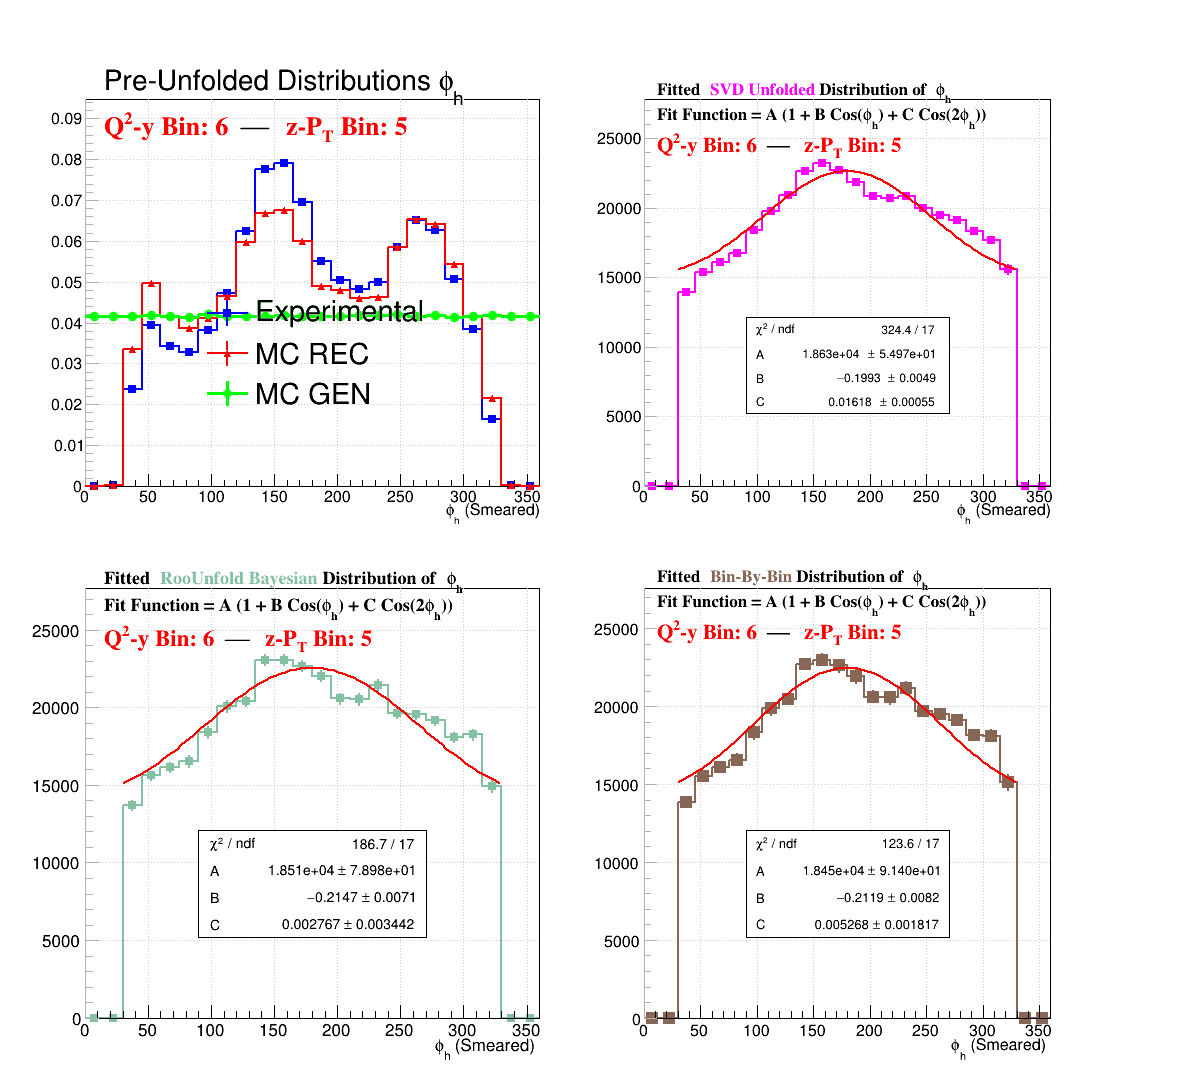 Pre-Unfolded Distributions ϕh
Q²-y Bin: 6 — z-PT Bin: 5
0.09
0.08
0.07
0.06
0.05
0.04
0.03
0.02
0.01
0
Experimental
MC REC
MC GEN
0 50 100 150 200 250 300 350
ϕh (Smeared)
Fitted SVD Unfolded Distribution of ϕh
Fit Function = A (1 + B Cos(ϕh) + C Cos(2ϕh))
Q²-y Bin: 6 — z-PT Bin: 5
25000
20000
15000
10000
5000
0
χ² / ndf 324.4 / 17
A 1.863e+04 ± 5.497e+01
B −0.1993 ± 0.0049
C 0.01618 ± 0.00055
0 50 100 150 200 250 300 350
ϕh (Smeared)
Fitted RooUnfold Bayesian Distribution of ϕh
Fit Function = A (1 + B Cos(ϕh) + C Cos(2ϕh))
Q²-y Bin: 6 — z-PT Bin: 5
25000
20000
15000
10000
5000
0
χ² / ndf 186.7 / 17
A 1.851e+04 ± 7.898e+01
B −0.2147 ± 0.0071
C 0.002767 ± 0.003442
0 50 100 150 200 250 300 350
ϕh (Smeared)
Fitted Bin-By-Bin Distribution of ϕh
Fit Function = A (1 + B Cos(ϕh) + C Cos(2ϕh))
Q²-y Bin: 6 — z-PT Bin: 5
25000
20000
15000
10000
5000
0
χ² / ndf 123.6 / 17
A 1.845e+04 ± 9.140e+01
B −0.2119 ± 0.0082
C 0.005268 ± 0.001817
0 50 100 150 200 250 300 350
ϕh (Smeared)